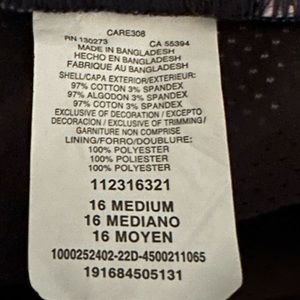 CARE308
RN 130273 CA 55394
MADE IN BANGLADESH
HECHO EN BANGLADESH
FABRIQUE AU BANGLADESH
SHELL/CAPA EXTERIOR/EXTERIEUR:
97% COTTON 3% SPANDEX
97% ALGODON 3% SPANDEX
97% COTON 3% SPANDEX
EXCLUSIVE OF DECORATION / EXCEPTO
DECORACION / EXCLUSIVE OF TRIMMING/
GARNITURE NON COMPRISE
LINING/FORRO/DOUBLURE:
100% POLYESTER
100% POLYESTER
100% POLYESTER
112316321
16 MEDIUM
16 MEDIANO
16 MOYEN
1000252402-22D-4500211065
191684505131